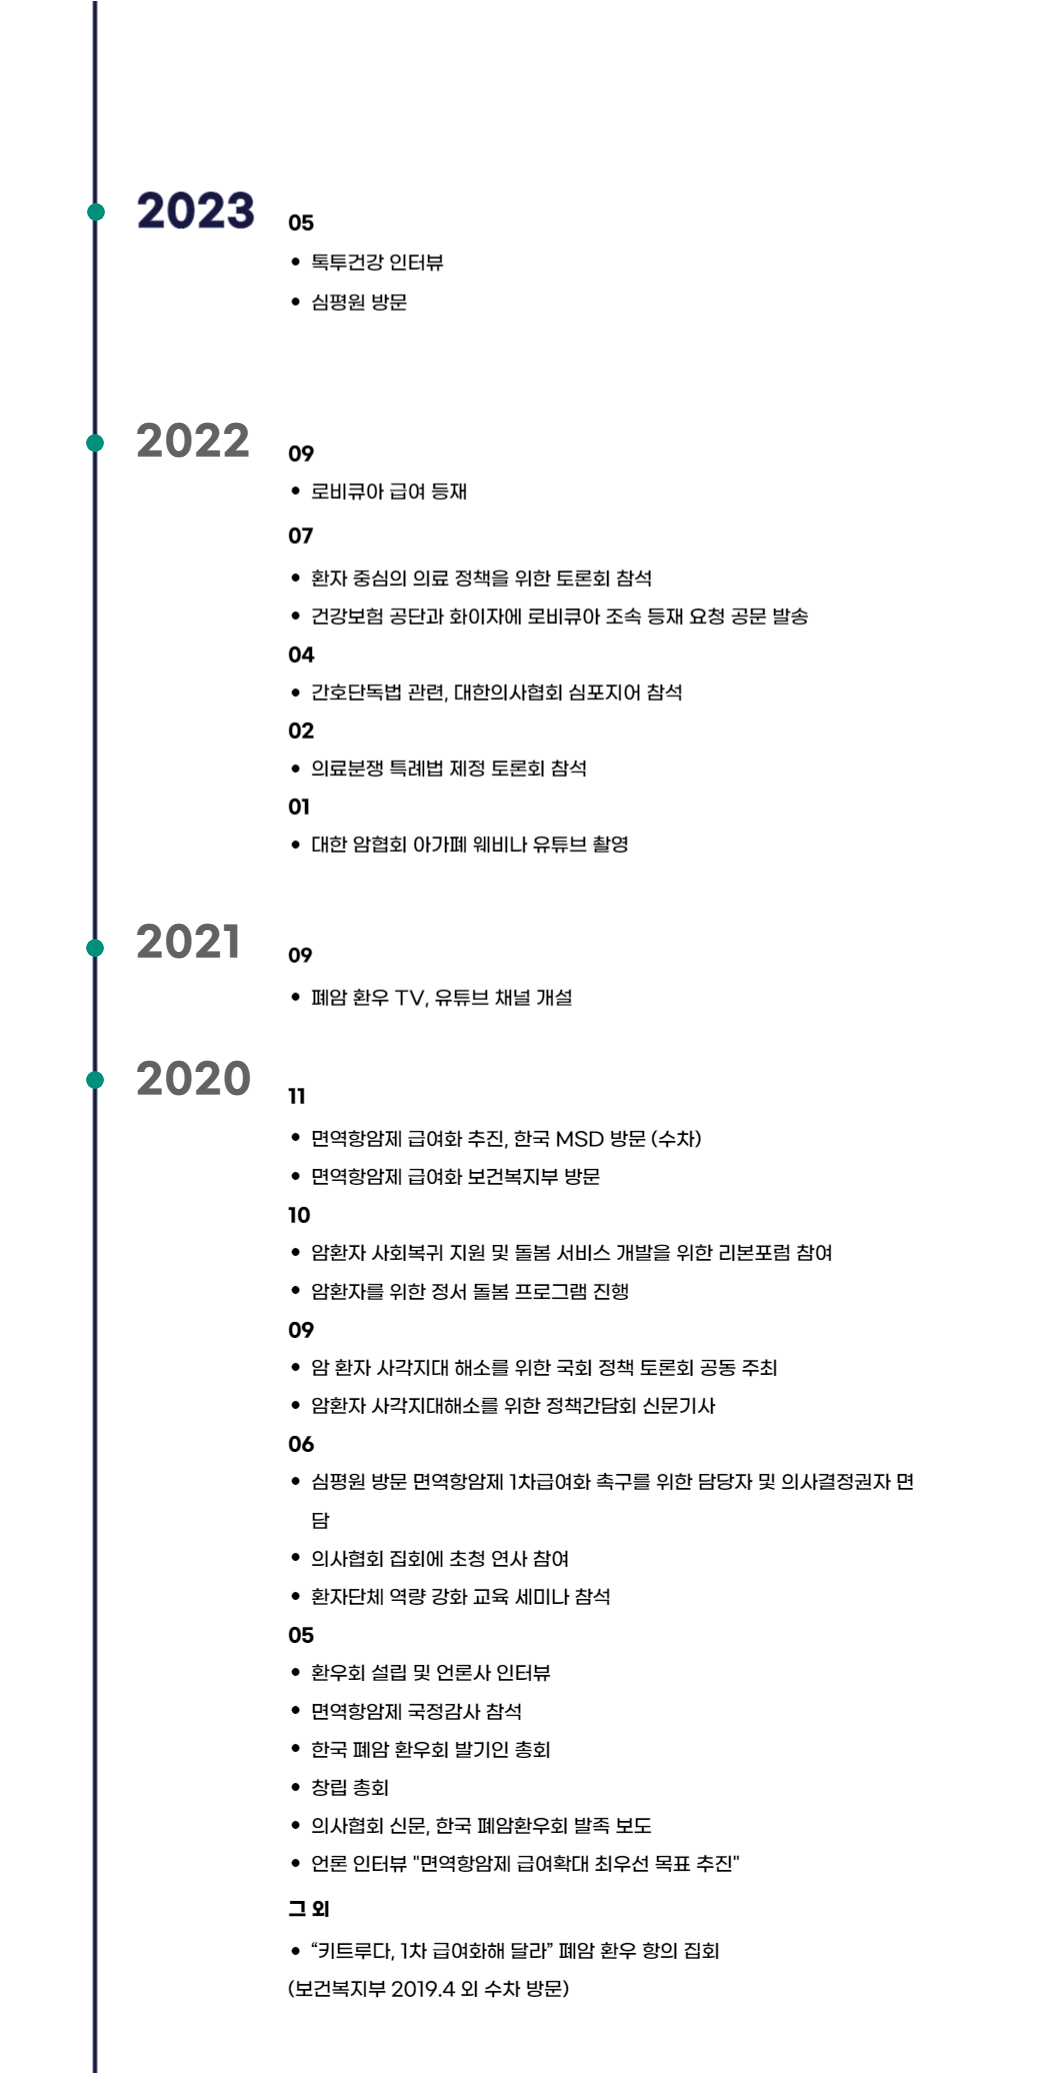 2023
05
• 톡투건강 인터뷰
• 심평원 방문
2022
09
• 로비큐아 급여 등재
07
• 환자 중심의 의료 정책을 위한 토론회 참석
• 건강보험 공단과 화이자에 로비큐아 조속 등재 요청 공문 발송
04
• 간호단독법 관련, 대한의사협회 심포지어 참석
02
• 의료분쟁 특례법 제정 토론회 참석
01
• 대한 암협회 아가폐 웨비나 유튜브 촬영
2021
09
• 폐암 환우 TV, 유튜브 채널 개설
2020
11
• 면역항암제 급여화 추진, 한국 MSD 방문 (수차)
• 면역항암제 급여화 보건복지부 방문
10
• 암환자 사회복귀 지원 및 돌봄 서비스 개발을 위한 리본포럼 참여
• 암환자를 위한 정서 돌봄 프로그램 진행
09
• 암 환자 사각지대 해소를 위한 국회 정책 토론회 공동 주최
• 암환자 사각지대해소를 위한 정책간담회 신문기사
06
• 심평원 방문 면역항암제 1차급여화 촉구를 위한 담당자 및 의사결정권자 면
담
• 의사협회 집회에 초청 연사 참여
• 환자단체 역량 강화 교육 세미나 참석
05
• 환우회 설립 및 언론사 인터뷰
• 면역항암제 국정감사 참석
• 한국 폐암 환우회 발기인 총회
• 창립 총회
• 의사협회 신문, 한국 폐암환우회 발족 보도
• 언론 인터뷰 "면역항암제 급여확대 최우선 목표 추진"
그 외
• “키트루다, 1차 급여화해 달라” 폐암 환우 항의 집회
(보건복지부 2019.4 외 수차 방문)